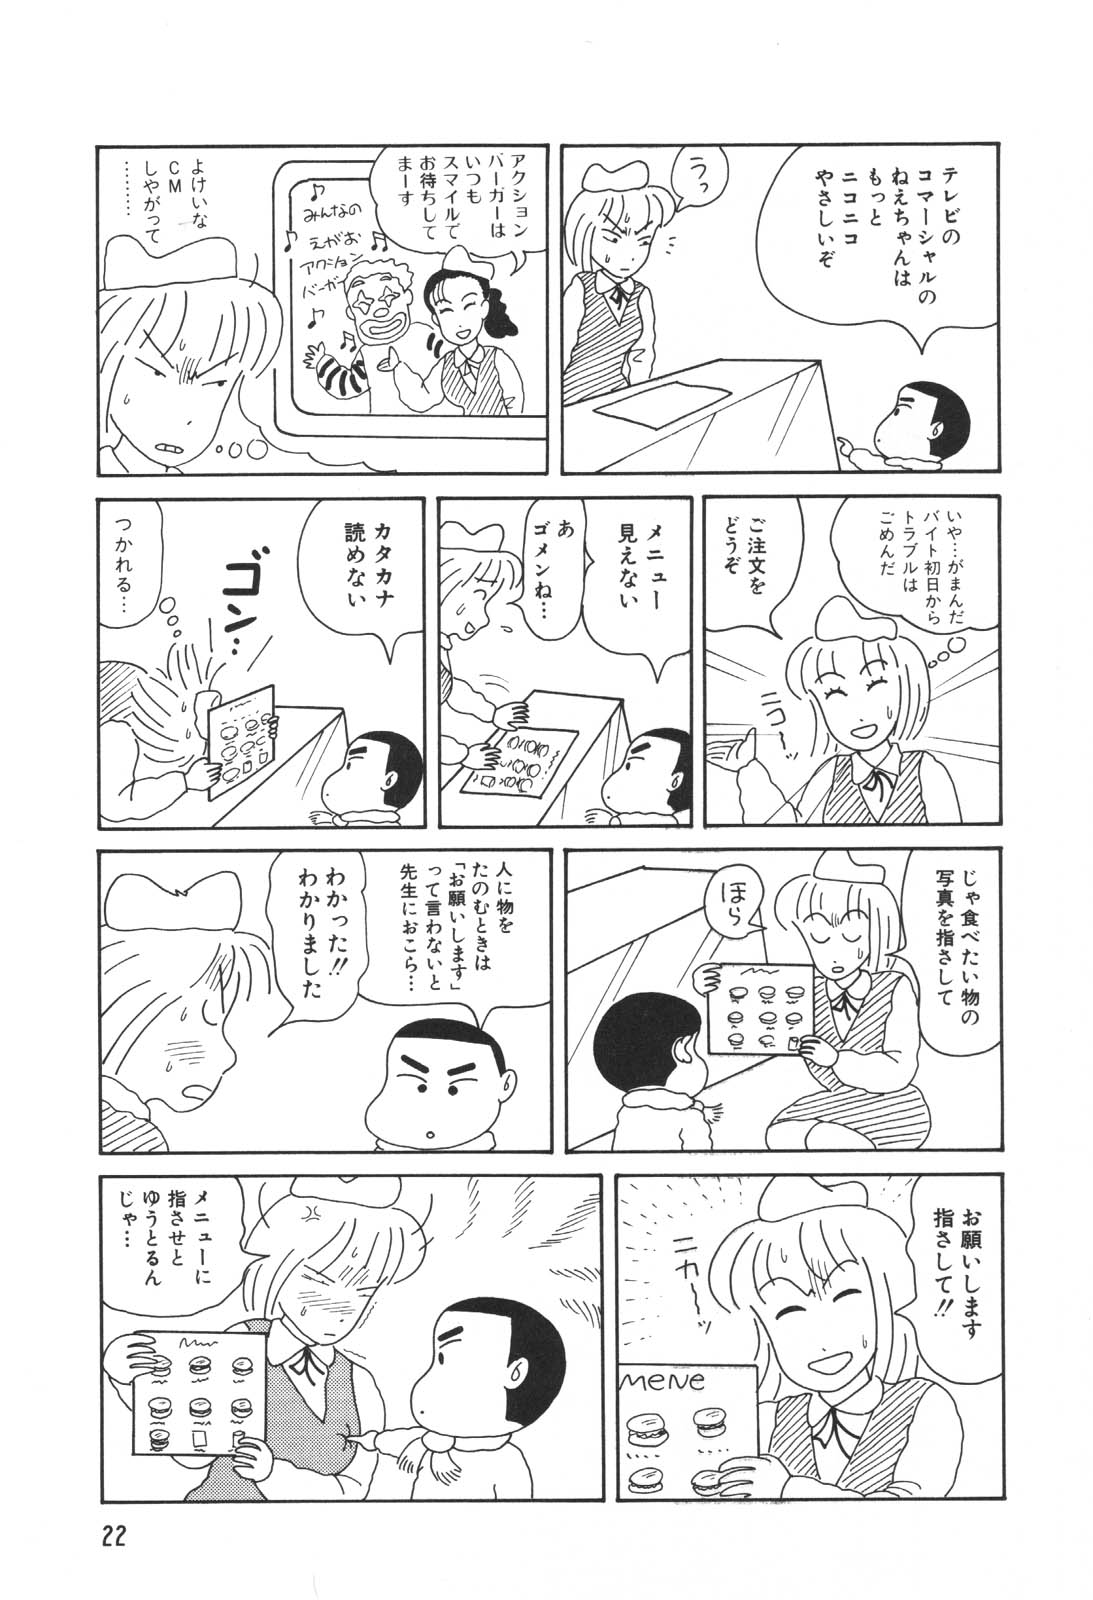 テレビの
コマーシャルの
ねえちゃんは
もっと
ニコニコ
やさしいぞ
うっ
アクション
バーガーは
いつも
スマイルで
お待ちして
まーす
みんなの
えがお
アクション
バーガー
よけいな
CM
しやがって
………
いや…がまんだ
バイト初日から
トラブルは
ごめんだ
ご注文を
どうぞ
ニコッ
メニュー
見えない
あ
ゴメンね…
カタカナ
読めない
ゴン…
つかれる…
じゃ食べたい物の
写真を指さして
ほら
人に物を
たのむときは
「お願いします」
って言わないと
先生におこら…
わかった!!
わかりました
お願いします
指さして!!
ニカーッ
MENE
メニューに
指させと
ゆうとるん
じゃ…
22